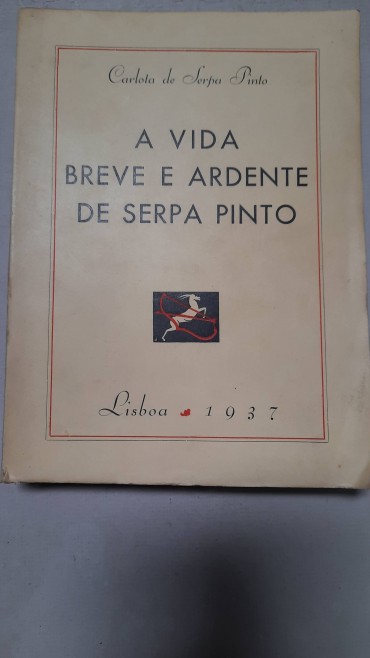 Carlota de Serpa Pinto
A VIDA
BREVE E ARDENTE
DE SERPA PINTO
Lisboa 1937